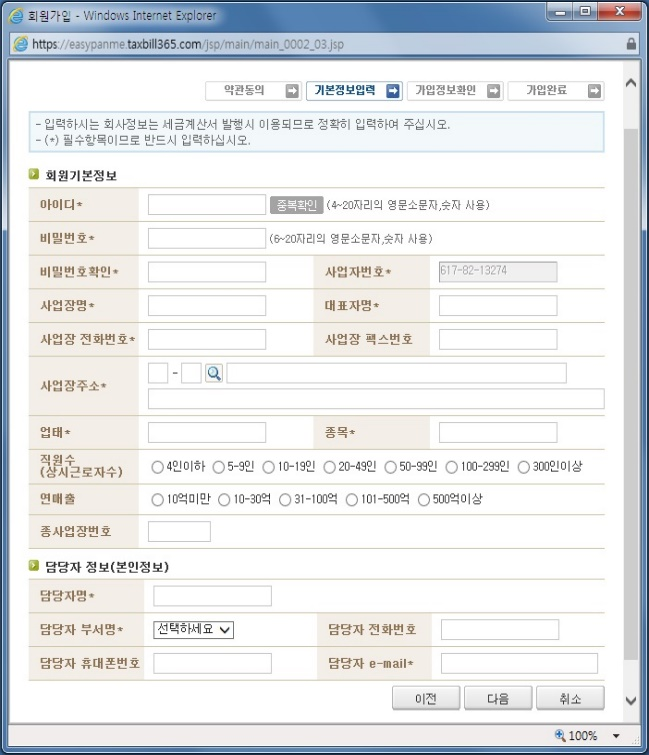 회원가입 - Windows Internet Explorer
https://easypanme.taxbill365.com/jsp/main/main_0002_03.jsp
약관동의 기본정보입력 가입정보확인 가입완료
- 입력하시는 회사정보는 세금계산서 발행시 이용되므로 정확히 입력하여 주십시오.
- (*) 필수항목이므로 반드시 입력하십시오.
회원기본정보
아이디* 중복확인 (4~20자리의 영문소문자,숫자 사용)
비밀번호* (6~20자리의 영문소문자,숫자 사용)
비밀번호확인* 사업자번호* 617-82-13274
사업장명* 대표자명*
사업장 전화번호* 사업장 팩스번호
사업장주소* -
업태* 종목*
직원수
(상시근로자수) 4인이하 5-9인 10-19인 20-49인 50-99인 100-299인 300인이상
연매출 10억미만 10-30억 31-100억 101-500억 500억이상
종사업장번호
담당자 정보(본인정보)
담당자명*
담당자 부서명* 선택하세요 담당자 전화번호
담당자 휴대폰번호 담당자 e-mail*
이전 다음 취소
100%